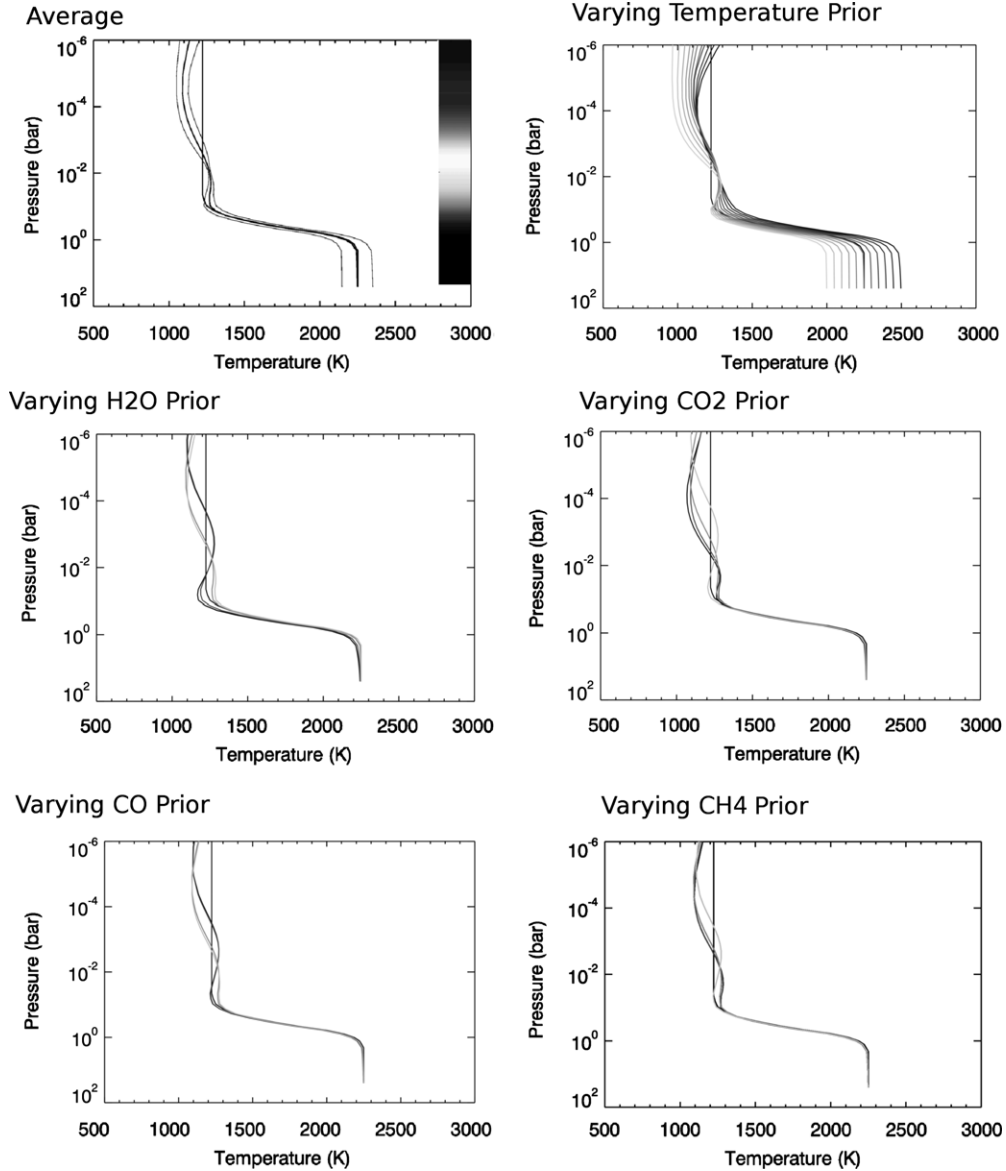 Average
Varying Temperature Prior
10-6
10-4
10-2
100
102
Pressure (bar)
500 1000 1500 2000 2500 3000
Temperature (K)
10-6
10-4
10-2
100
102
Pressure (bar)
500 1000 1500 2000 2500 3000
Temperature (K)
Varying H2O Prior
Varying CO2 Prior
10-6
10-4
10-2
100
102
Pressure (bar)
500 1000 1500 2000 2500 3000
Temperature (K)
10-6
10-4
10-2
100
102
Pressure (bar)
500 1000 1500 2000 2500 3000
Temperature (K)
Varying CO Prior
Varying CH4 Prior
10-6
10-4
10-2
100
102
Pressure (bar)
500 1000 1500 2000 2500 3000
Temperature (K)
10-6
10-4
10-2
100
102
Pressure (bar)
500 1000 1500 2000 2500 3000
Temperature (K)